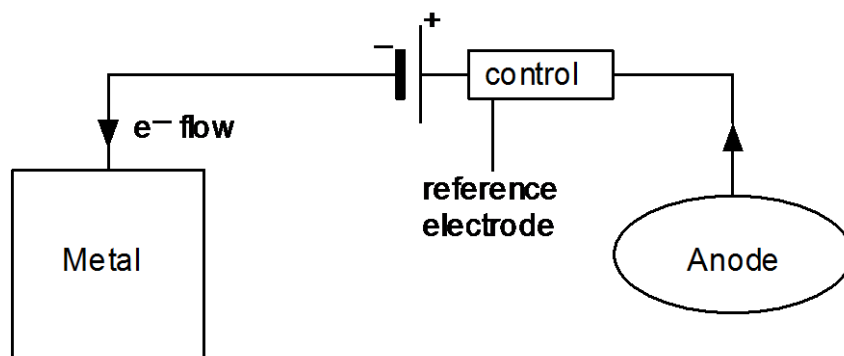 − +
control
e− flow
reference
electrode
Metal
Anode